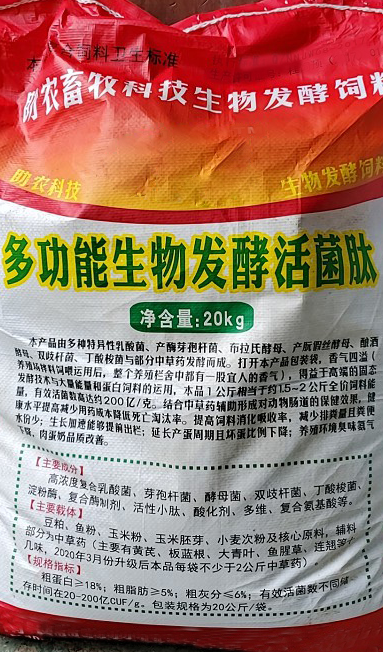 本产品符合饲料卫生标准
助农畜牧科技生物发酵饲料
助农科技
生物发酵饲料
多功能生物发酵活菌肽
净含量:20kg
本产品由多种特异性乳酸菌、产酶芽孢杆菌、布拉氏酵母、产朊假丝酵母、酿酒
酵母、双歧杆菌、丁酸梭菌与部分中草药发酵而成。打开本产品包装袋,香气四溢(
养殖场拌料饲喂运用后,整个养殖栏舍中都有一股宜人的香气),得益于高端的固态
发酵技术与大量能量和蛋白饲料的运用,本品1公斤相当于约1.5-2公斤全价饲料能
量,有效活菌数高达约200亿/克。结合中草药辅助形成对动物肠道的保健效果,健
康水平提高减少用药成本降低死亡淘汰率。提高饲料消化吸收率,减少排粪量且粪便
水份少;生长加速能够提前出栏;延长产蛋周期且坏蛋比例下降;养殖环境臭味氨气
下降,肉蛋奶品质改善。
【主要成分】
高浓度复合乳酸菌、芽孢杆菌、酵母菌、双歧杆菌、丁酸梭菌、
淀粉酶、复合酶制剂、活性小肽、酸化剂、多维、复合氨基酸等。
【主要载体】
豆粕、鱼粉、玉米粉、玉米胚芽、小麦次粉及核心原料,辅料
部分为中草药(主要有黄芪、板蓝根、大青叶、鱼腥草、连翘等
几味,2020年3月份升级后本品每袋不少于2公斤中草药)
【规格指标】
粗蛋白≥18%;粗脂肪≥5%;粗灰分≤6%;有效活菌数不同储
存时间在20-200亿CUF/g。包装规格为20公斤/袋。